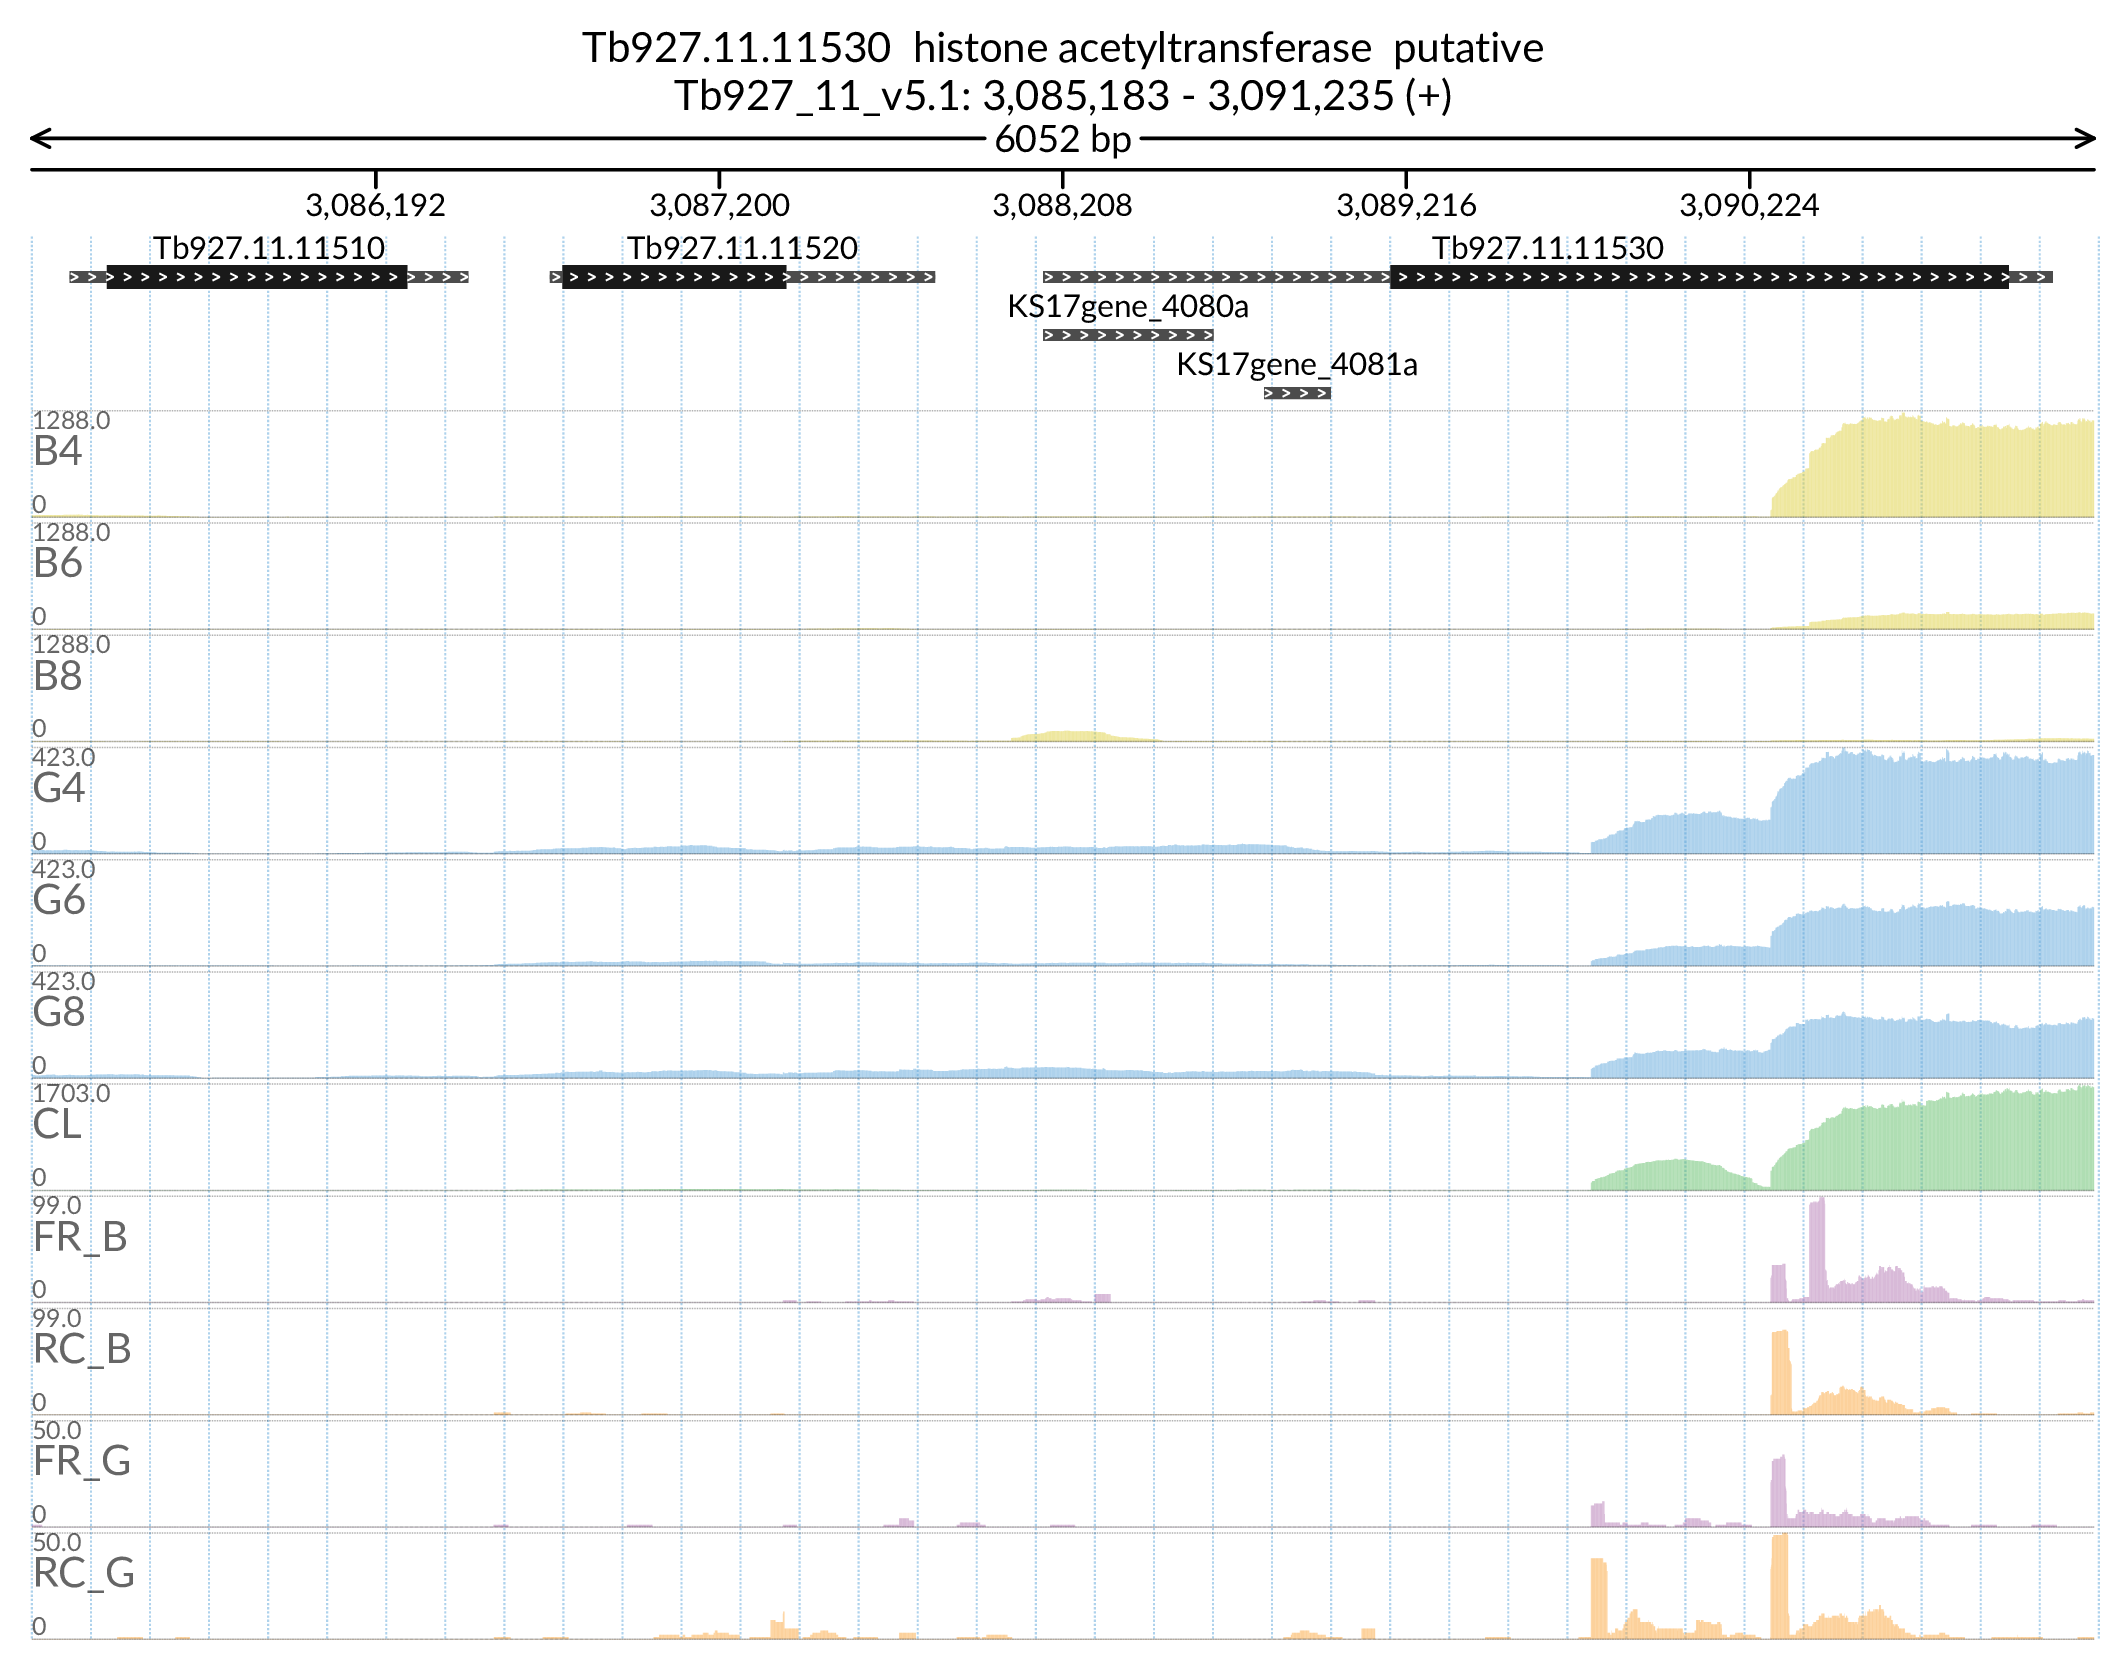 Tb927.11.11530 histone acetyltransferase putative
Tb927_11_v5.1: 3,085,183 - 3,091,235 (+)
6052 bp
3,086,192 3,087,200 3,088,208 3,089,216 3,090,224
Tb927.11.11510 Tb927.11.11520 Tb927.11.11530
KS17gene_4080a
KS17gene_4081a
1288.0
B4
0
1288.0
B6
0
1288.0
B8
0
423.0
G4
0
423.0
G6
0
423.0
G8
0
1703.0
CL
0
99.0
FR_B
0
99.0
RC_B
0
50.0
FR_G
0
50.0
RC_G
0